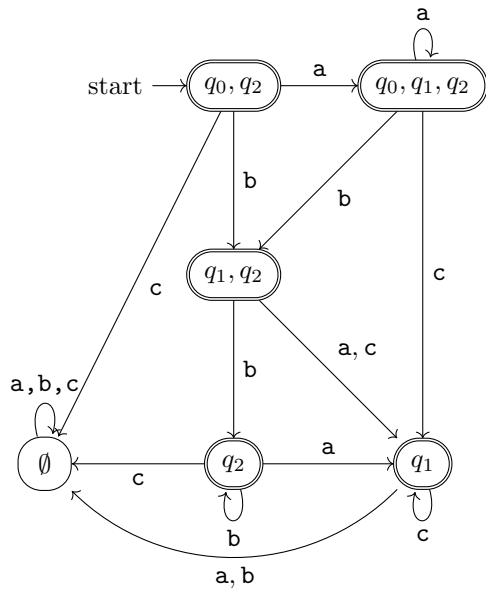 a
start
q₀, q₂
a
q₀, q₁, q₂
b
b
c
c
q₁, q₂
a, c
b
a,b,c
∅
c
q₂
a
q₁
b
c
a, b